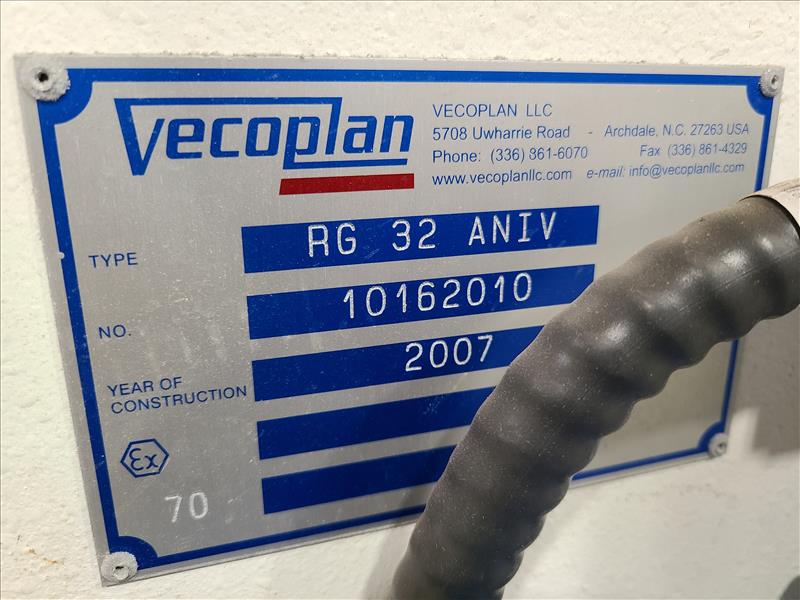 Vecoplan
VECOPLAN LLC
5708 Uwharrie Road - Archdale, N.C. 27263 USA
Phone: (336) 861-6070 Fax (336) 861-4329
www.vecoplanllc.com e-mail: info@vecoplanllc.com
TYPE RG 32 ANIV
NO. 10162010
YEAR OF
CONSTRUCTION 2007
Ex
70